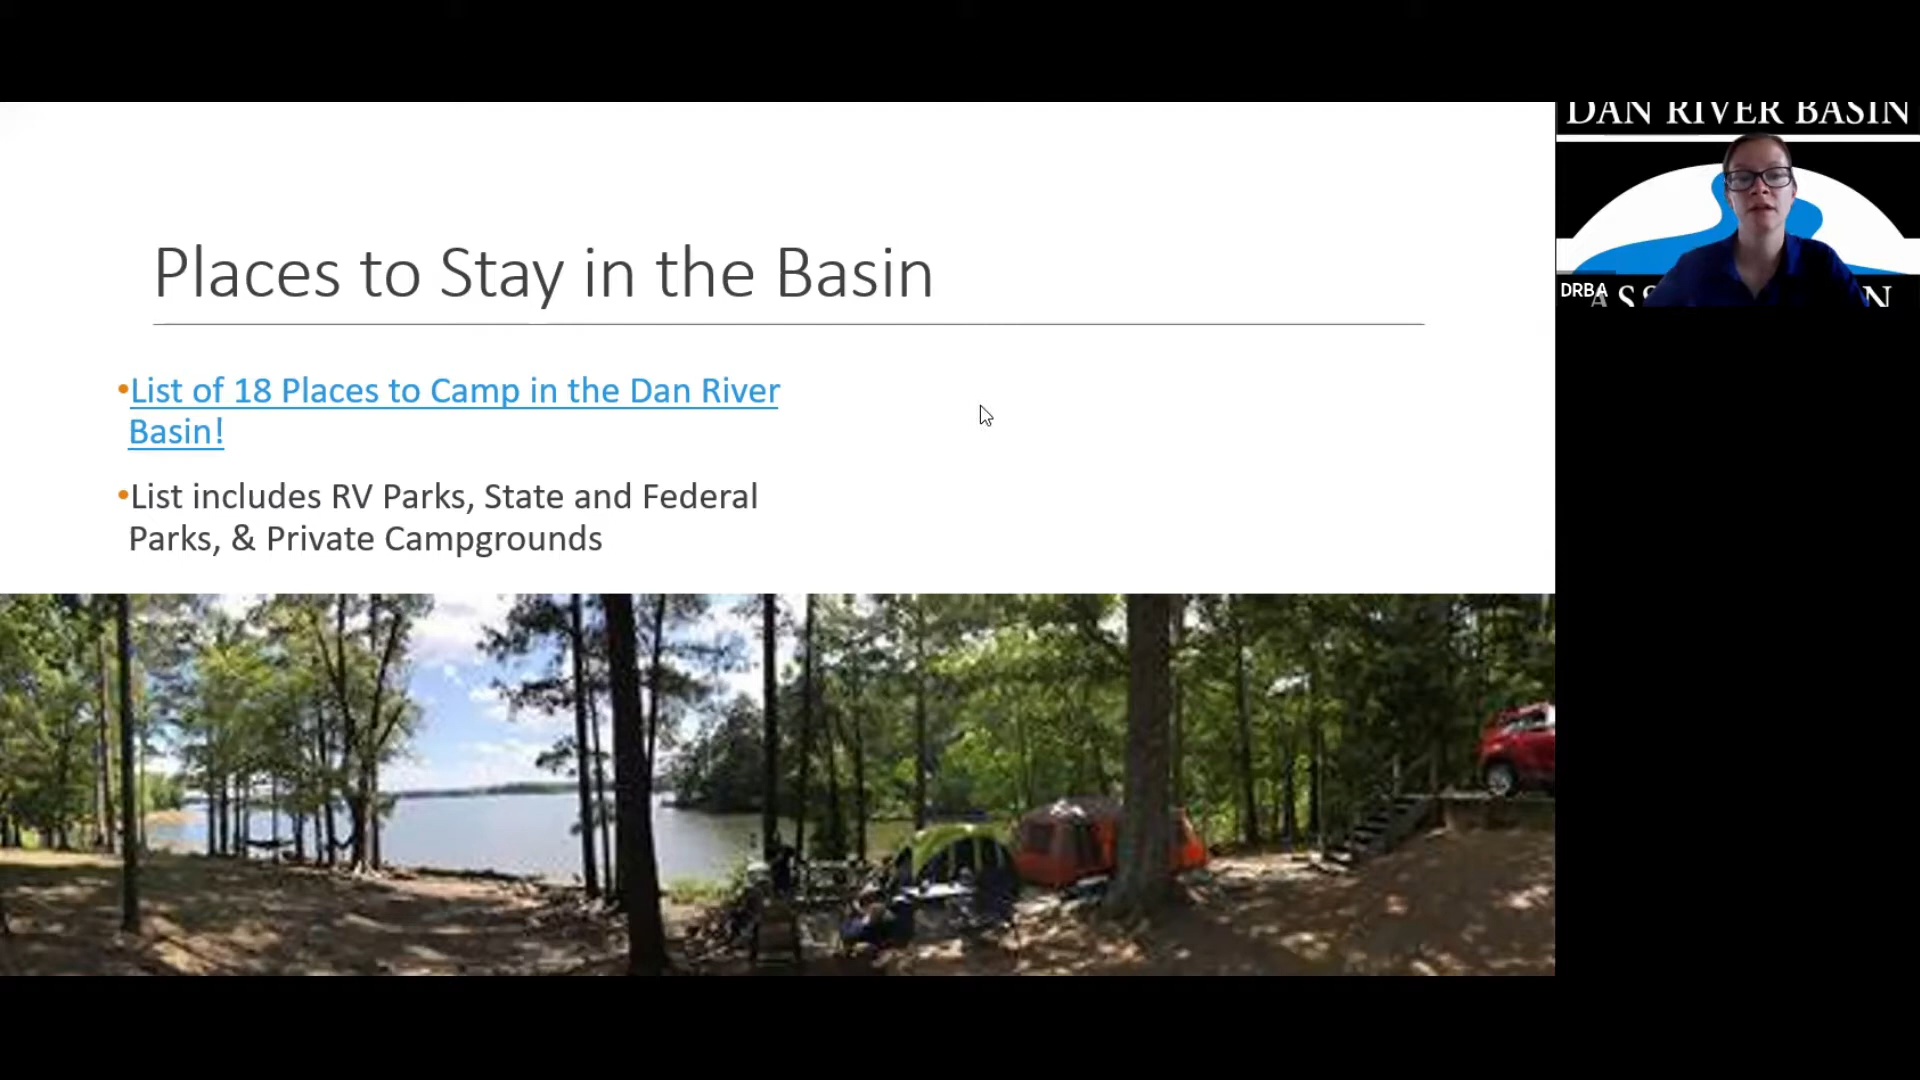 Places to Stay in the Basin
•List of 18 Places to Camp in the Dan River
Basin!
•List includes RV Parks, State and Federal
Parks, & Private Campgrounds
DAN RIVER BASIN
DRBA